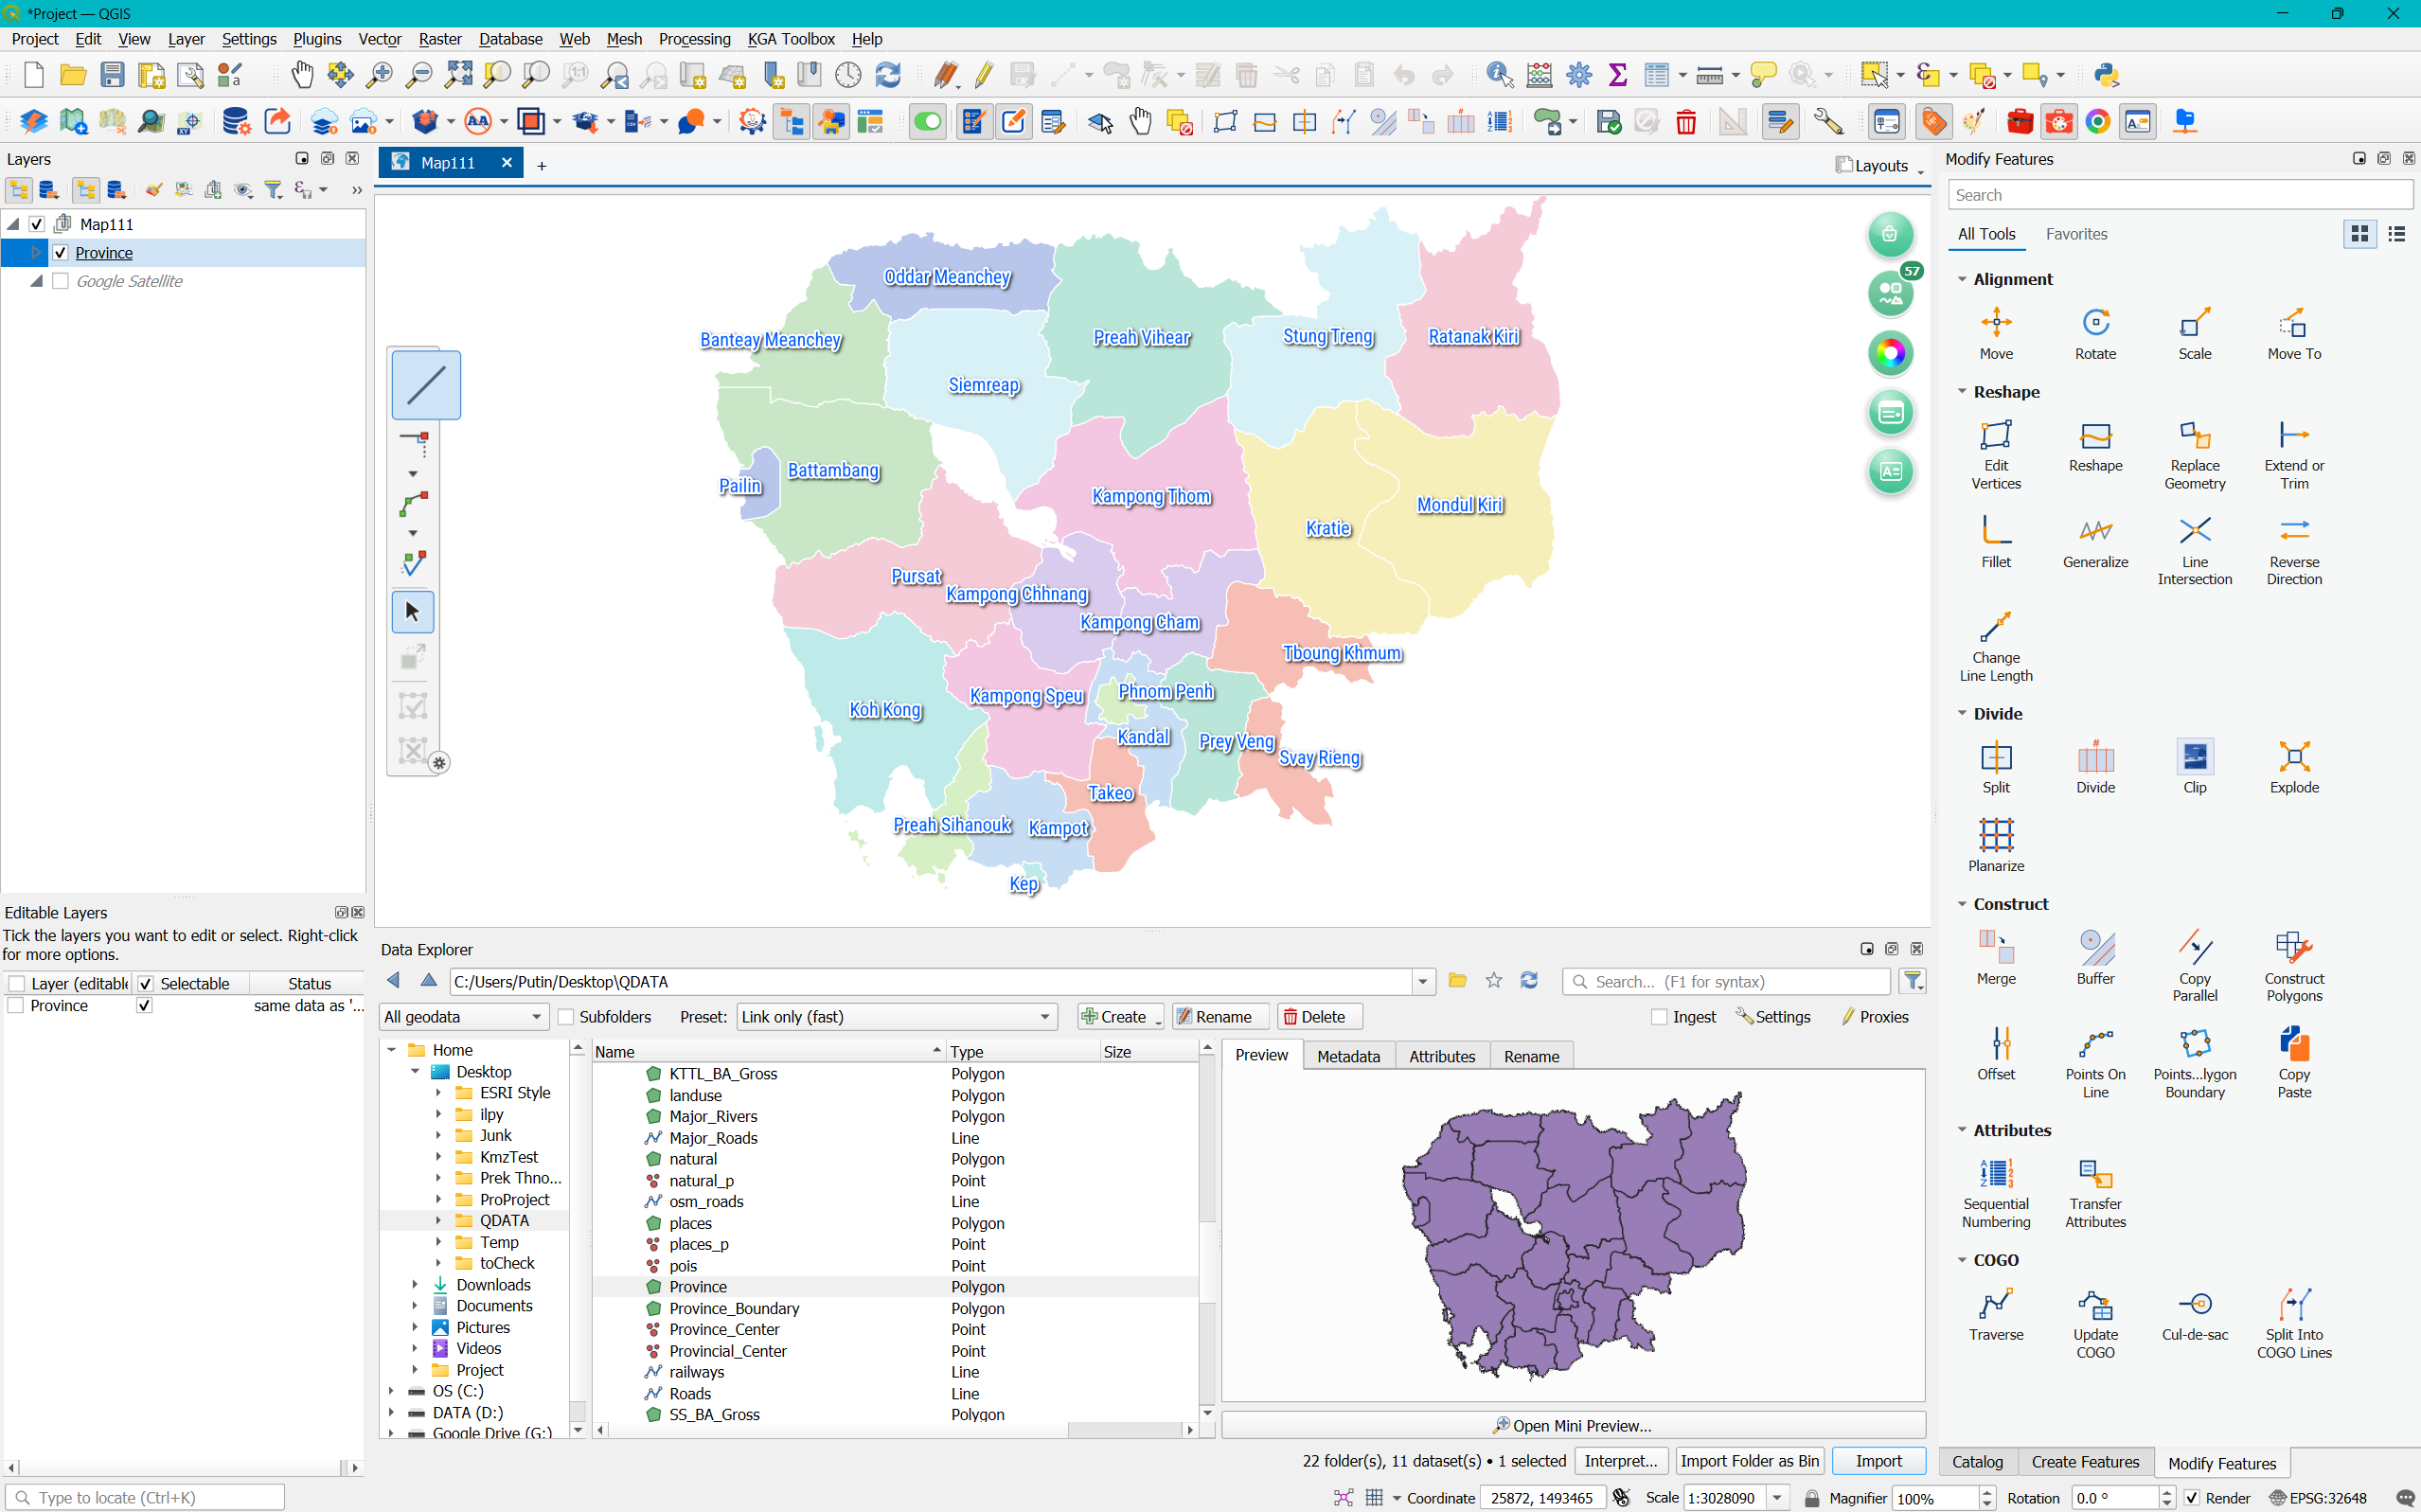 *Project — QGIS
Project Edit View Layer Settings Plugins Vector Raster Database Web Mesh Processing KGA Toolbox Help
Layers
Map111
Province
Google Satellite
Map111
Layouts
Oddar Meanchey
Banteay Meanchey
Preah Vihear
Stung Treng
Ratanak Kiri
Siemreap
Battambang
Pailin
Kampong Thom
Mondul Kiri
Kratie
Pursat
Kampong Chhnang
Kampong Cham
Tboung Khmum
Phnom Penh
Kampong Speu
Koh Kong
Kandal
Prey Veng
Svay Rieng
Takeo
Preah Sihanouk
Kampot
Kep
57
Editable Layers
Tick the layers you want to edit or select. Right-click
for more options.
Layer (editable Selectable Status
Province same data as '...
Data Explorer
C:/Users/Putin/Desktop\QDATA
Search... (F1 for syntax)
All geodata Subfolders Preset: Link only (fast) Create Rename Delete Ingest Settings Proxies
Home
Desktop
ESRI Style
ilpy
Junk
KmzTest
Prek Thno...
ProProject
QDATA
Temp
toCheck
Downloads
Documents
Pictures
Videos
Project
OS (C:)
DATA (D:)
Google Drive (G:)
Name Type Size
KTTL_BA_Gross Polygon
landuse Polygon
Major_Rivers Polygon
Major_Roads Line
natural Polygon
natural_p Point
osm_roads Line
places Polygon
places_p Point
pois Point
Province Polygon
Province_Boundary Polygon
Province_Center Point
Provincial_Center Point
railways Line
Roads Line
SS_BA_Gross Polygon
Preview Metadata Attributes Rename
Open Mini Preview...
22 folder(s), 11 dataset(s) • 1 selected Interpret... Import Folder as Bin Import
Modify Features
Search
All Tools Favorites
Alignment
Move Rotate Scale Move To
Reshape
Edit Vertices Reshape Replace Geometry Extend or Trim
Fillet Generalize Line Intersection Reverse Direction
Change Line Length
Divide
Split Divide Clip Explode
Planarize
Construct
Merge Buffer Copy Parallel Construct Polygons
Offset Points On Line Points...lygon Boundary Copy Paste
Attributes
Sequential Numbering Transfer Attributes
COGO
Traverse Update COGO Cul-de-sac Split Into COGO Lines
Catalog Create Features Modify Features
Type to locate (Ctrl+K) Coordinate 25872, 1493465 Scale 1:3028090 Magnifier 100% Rotation 0.0 ° Render EPSG:32648